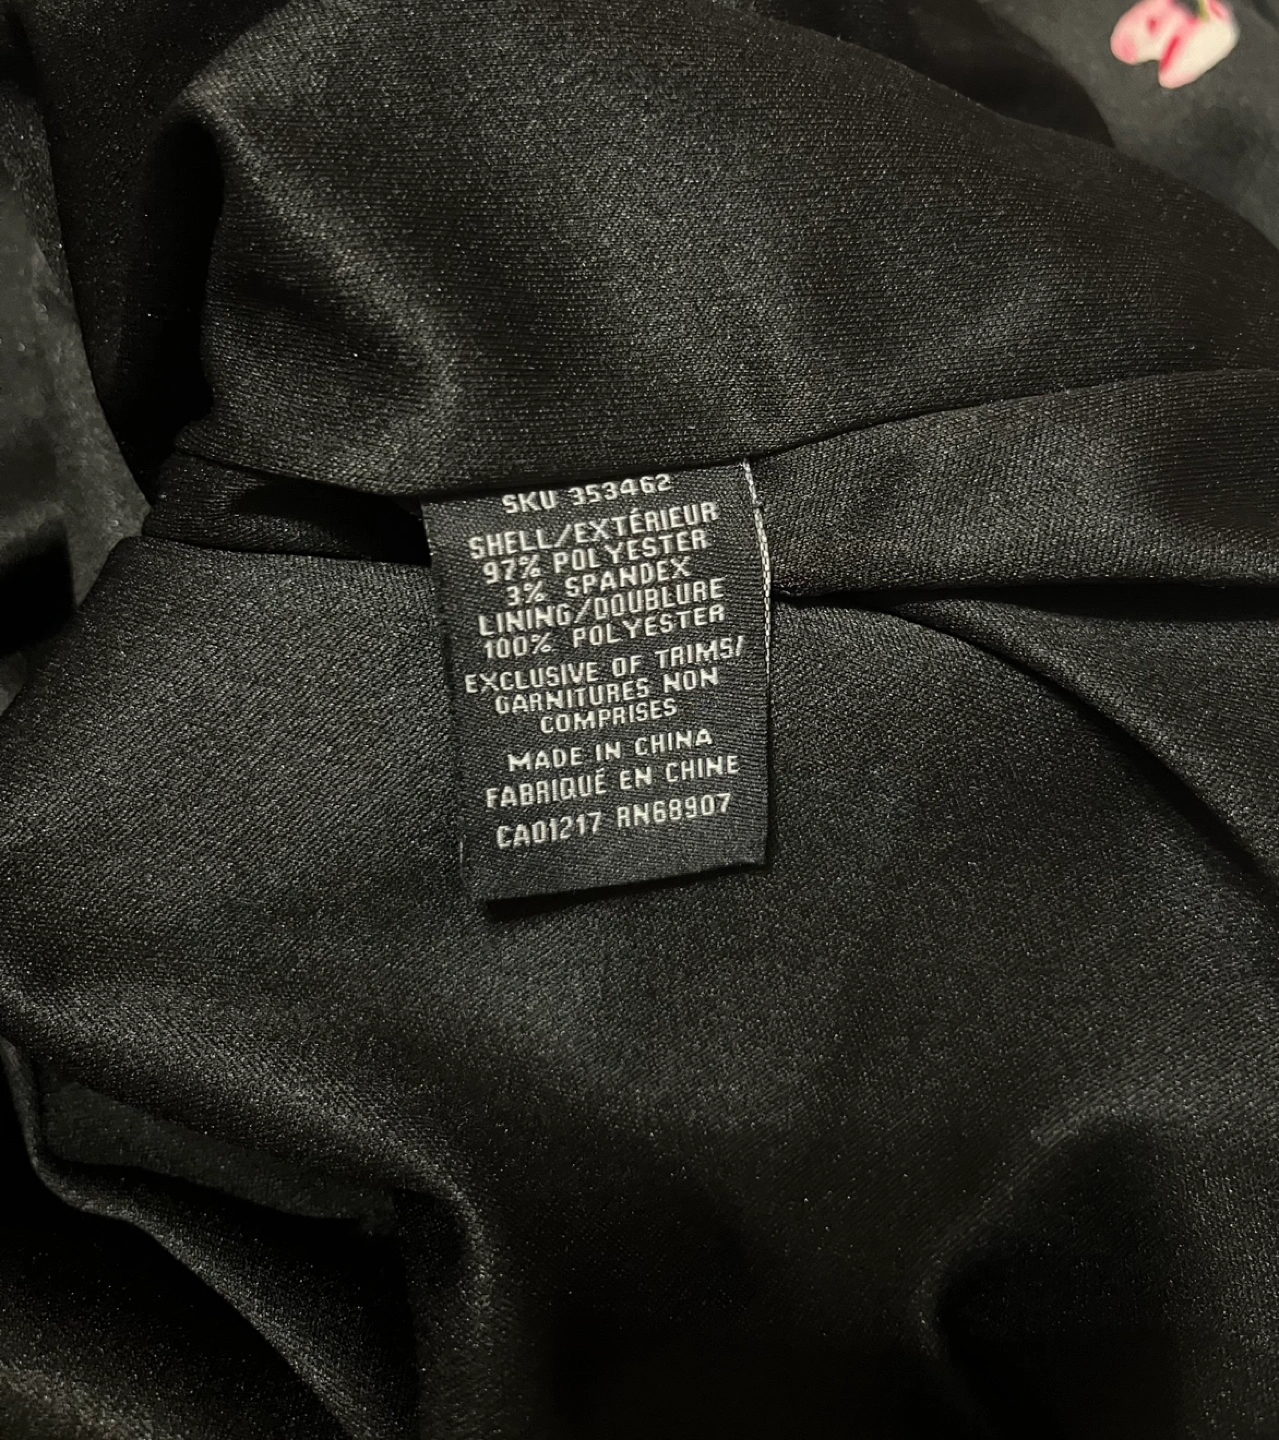 SKU 353462
SHELL/EXTÉRIEUR
97% POLYESTER
3% SPANDEX
LINING/DOUBLURE
100% POLYESTER
EXCLUSIVE OF TRIMS/
GARNITURES NON
COMPRISES
MADE IN CHINA
FABRIQUÉ EN CHINE
CA01217 RN68907